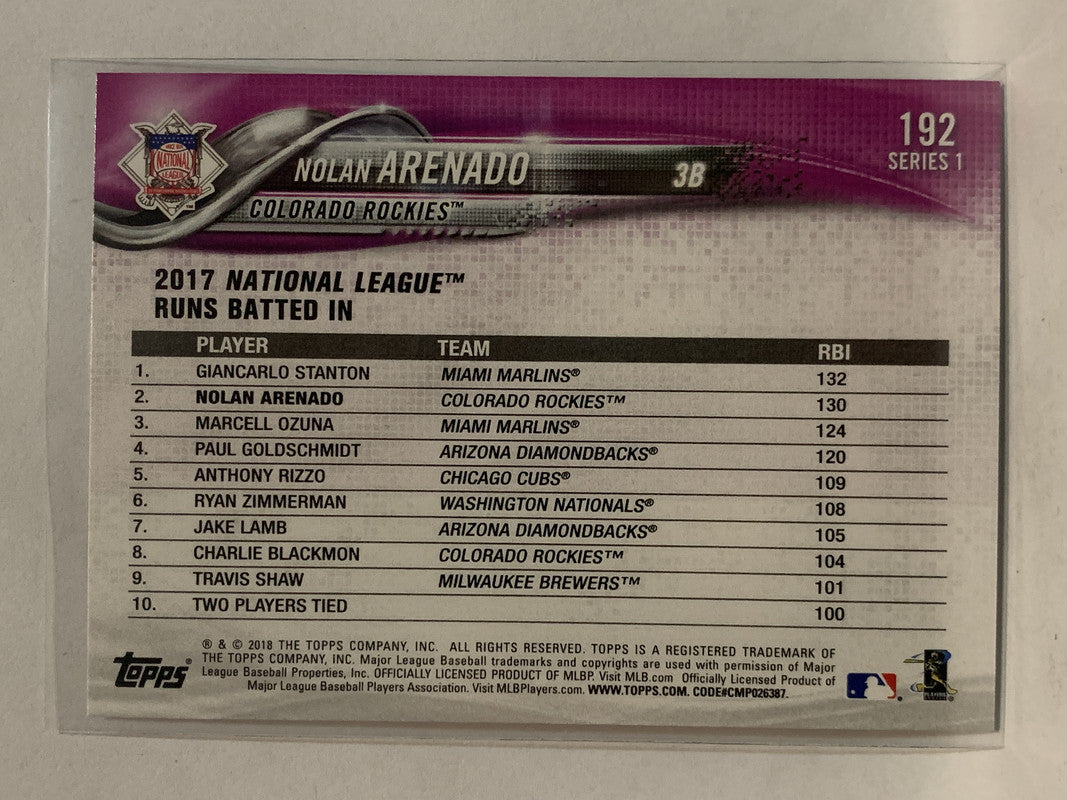 192
SERIES 1
NATIONAL LEAGUE
NOLAN ARENADO 3B
COLORADO ROCKIES™
2017 NATIONAL LEAGUE™
RUNS BATTED IN
PLAYER TEAM RBI
1. GIANCARLO STANTON MIAMI MARLINS® 132
2. NOLAN ARENADO COLORADO ROCKIES™ 130
3. MARCELL OZUNA MIAMI MARLINS® 124
4. PAUL GOLDSCHMIDT ARIZONA DIAMONDBACKS® 120
5. ANTHONY RIZZO CHICAGO CUBS® 109
6. RYAN ZIMMERMAN WASHINGTON NATIONALS® 108
7. JAKE LAMB ARIZONA DIAMONDBACKS® 105
8. CHARLIE BLACKMON COLORADO ROCKIES™ 104
9. TRAVIS SHAW MILWAUKEE BREWERS™ 101
10. TWO PLAYERS TIED 100
topps®
® & © 2018 THE TOPPS COMPANY, INC. ALL RIGHTS RESERVED. TOPPS IS A REGISTERED TRADEMARK OF
THE TOPPS COMPANY, INC. Major League Baseball trademarks and copyrights are used with permission of Major
League Baseball Properties, Inc. OFFICIALLY LICENSED PRODUCT OF MLBP. Visit MLB.com Officially Licensed Product of
Major League Baseball Players Association. Visit MLBPlayers.com. WWW.TOPPS.COM. CODE#CMP026387.